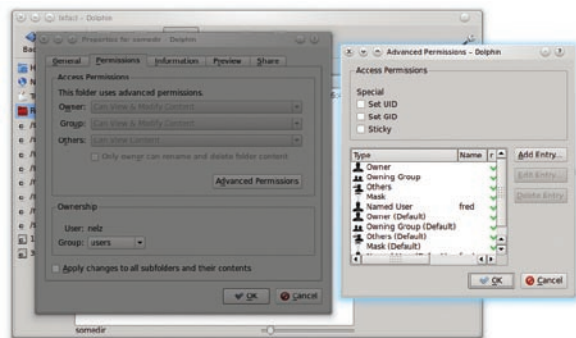 Properties for somedir - Dolphin
General Permissions Information Preview Share
Access Permissions
This folder uses advanced permissions.
Owner: Can View & Modify Content
Group: Can View & Modify Content
Others: Can View Content
Only owner can rename and delete folder content
Advanced Permissions
Ownership
User: nelz
Group: users
Apply changes to all subfolders and their contents
OK Cancel
somedir
Advanced Permissions - Dolphin
Access Permissions
Special
Set UID
Set GID
Sticky
Type Name r
Owner
Owning Group
Others
Mask
Named User fred
Owner (Default)
Owning Group (Default)
Others (Default)
Mask (Default)
Add Entry...
Edit Entry...
Delete Entry
OK Cancel